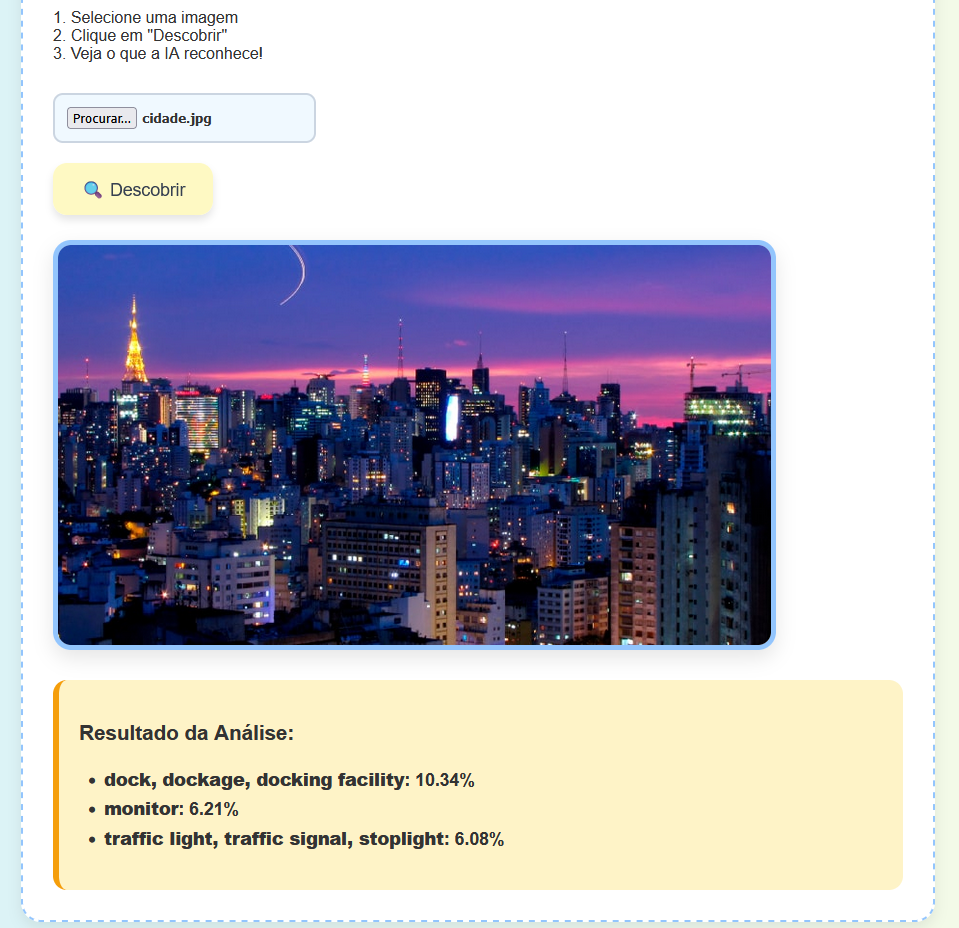 1. Selecione uma imagem
2. Clique em "Descobrir"
3. Veja o que a IA reconhece!
Procurar... cidade.jpg
🔍 Descobrir
Resultado da Análise:
• dock, dockage, docking facility: 10.34%
• monitor: 6.21%
• traffic light, traffic signal, stoplight: 6.08%